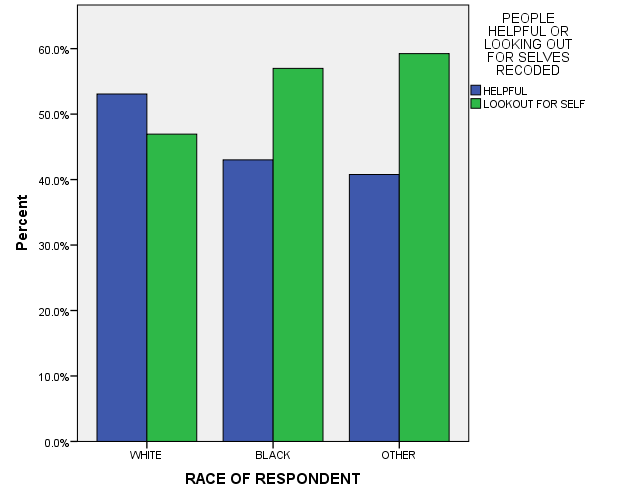 PEOPLE
HELPFUL OR
LOOKING OUT
FOR SELVES
RECODED
HELPFUL
LOOKOUT FOR SELF
60.0%
50.0%
40.0%
30.0%
20.0%
10.0%
0.0%
Percent
WHITE
BLACK
OTHER
RACE OF RESPONDENT